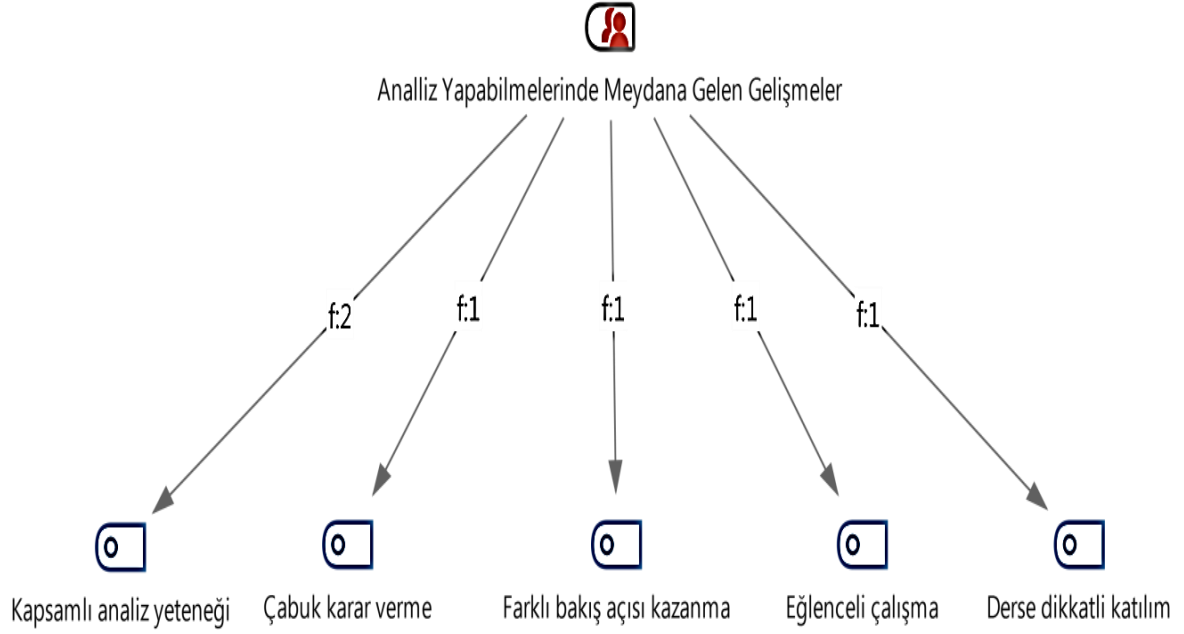 Analliz Yapabilmelerinde Meydana Gelen Gelişmeler
f:2
f:1
f:1
f:1
f:1
Kapsamlı analiz yeteneği
Çabuk karar verme
Farklı bakış açısı kazanma
Eğlenceli çalışma
Derse dikkatli katılım